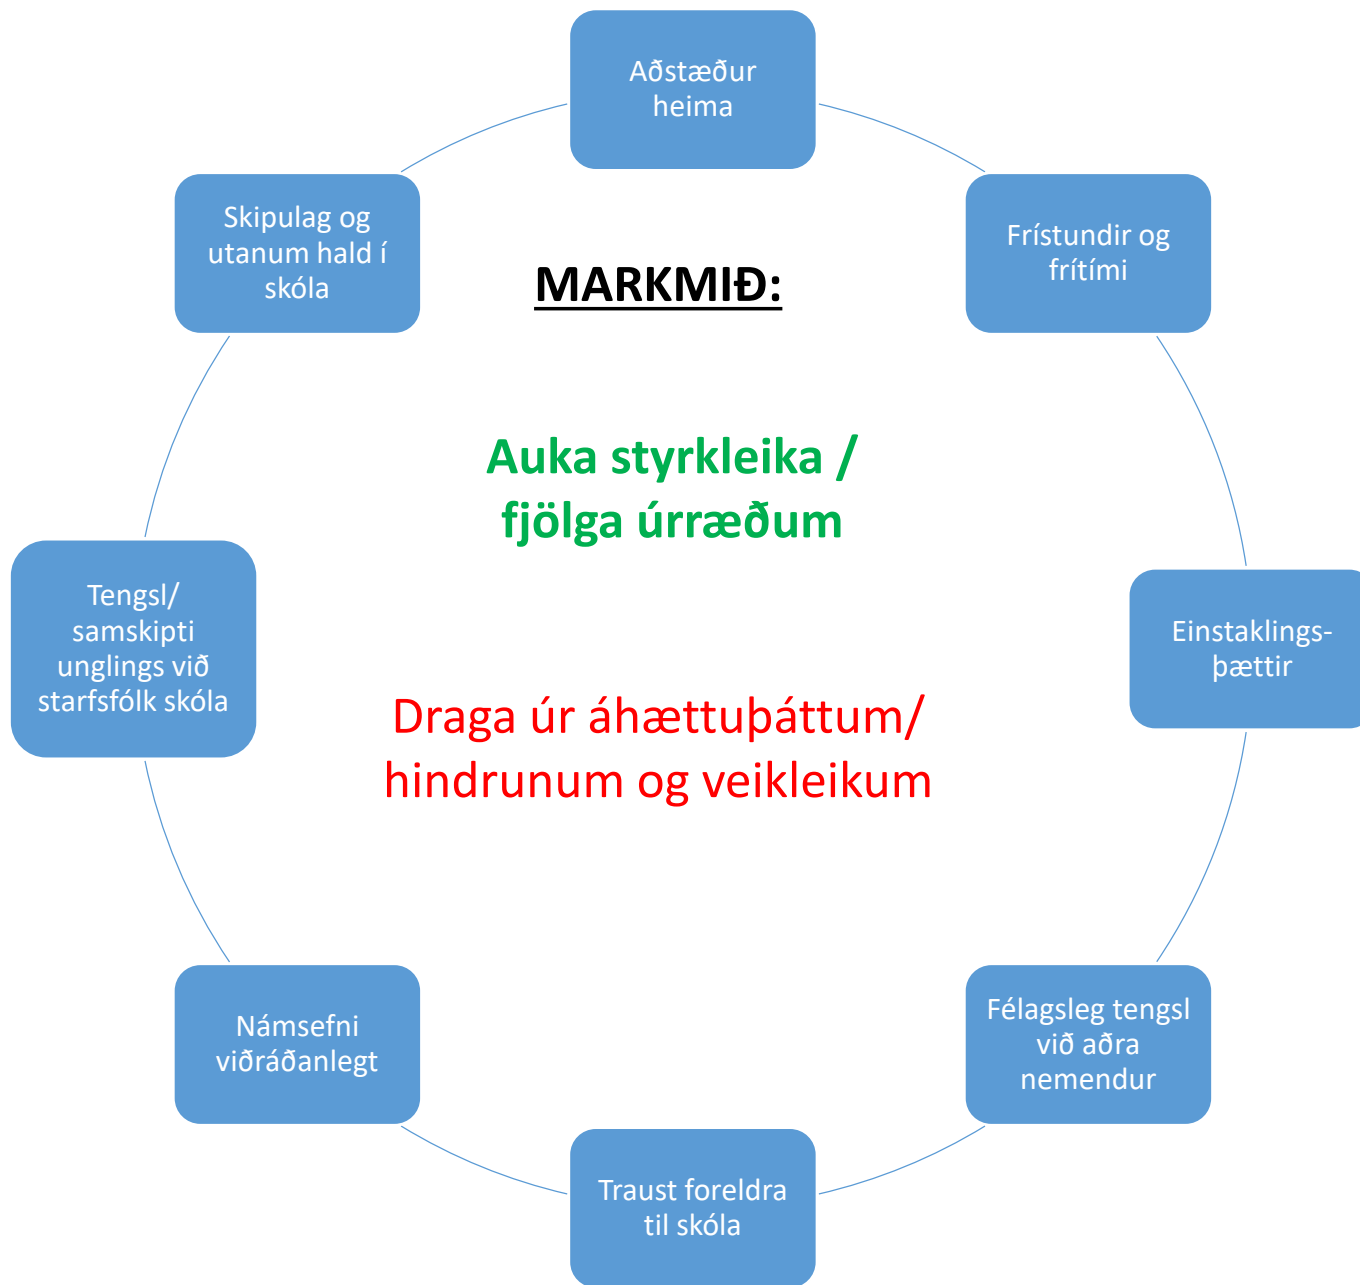 Aðstæður
heima
Frístundir og
frítími
Einstaklings-
þættir
Félagsleg tengsl
við aðra
nemendur
Traust foreldra
til skóla
Námsefni
viðráðanlegt
Tengsl/
samskipti
unglings við
starfsfólk skóla
Skipulag og
utanum hald í
skóla
MARKMIÐ:
Auka styrkleika /
fjölga úrræðum
Draga úr áhættuþáttum/
hindrunum og veikleikum